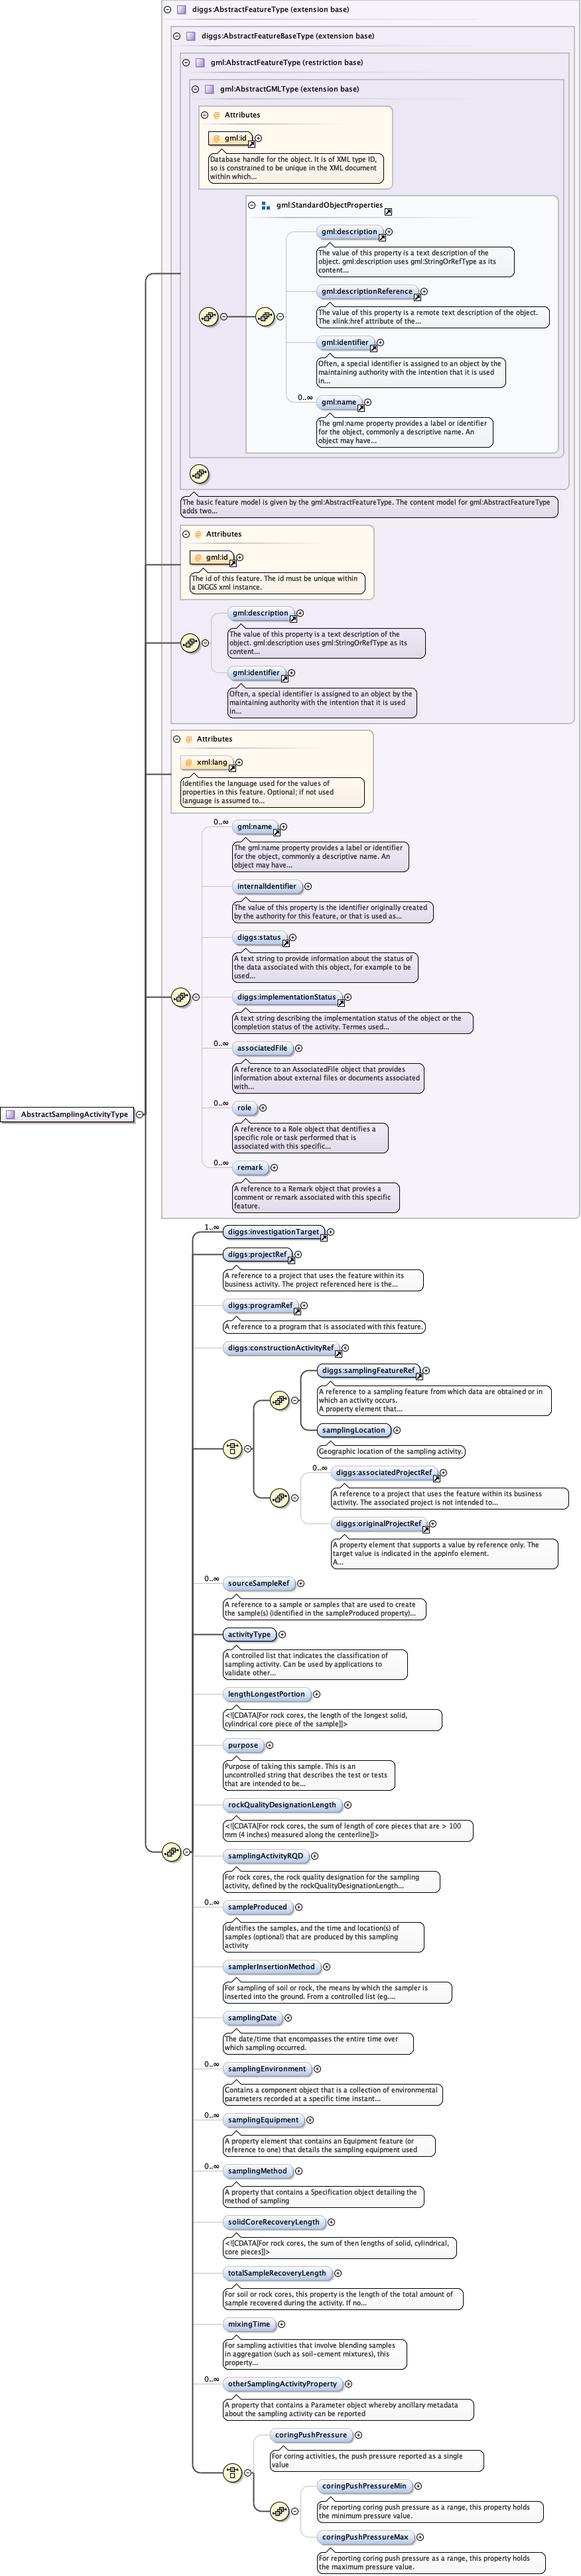 diggs:AbstractFeatureType (extension base)
diggs:AbstractFeatureBaseType (extension base)
gml:AbstractFeatureType (restriction base)
gml:AbstractGMLType (extension base)
@ Attributes
@ gml:id
Database handle for the object. It is of XML type ID,
so is constrained to be unique in the XML document
within which...
gml:StandardObjectProperties
gml:description
The value of this property is a text description of the
object. gml:description uses gml:StringOrRefType as its
content...
gml:descriptionReference
The value of this property is a remote text description of the object.
The xlink:href attribute of the...
gml:identifier
Often, a special identifier is assigned to an object by the
maintaining authority with the intention that it is used
in...
0..∞
gml:name
The gml:name property provides a label or identifier
for the object, commonly a descriptive name. An
object may have...
The basic feature model is given by the gml:AbstractFeatureType. The content model for gml:AbstractFeatureType
adds two...
@ Attributes
@ gml:id
The id of this feature. The id must be unique within
a DIGGS xml instance.
gml:description
The value of this property is a text description of the
object. gml:description uses gml:StringOrRefType as its
content...
gml:identifier
Often, a special identifier is assigned to an object by the
maintaining authority with the intention that it is used
in...
@ Attributes
@ xml:lang
Identifies the language used for the values of
properties in this feature. Optional; if not used
language is assumed to...
0..∞
gml:name
The gml:name property provides a label or identifier
for the object, commonly a descriptive name. An
object may have...
internalIdentifier
The value of this property is the identifier originally created
by the authority for this feature, or that is used as...
diggs:status
A text string to provide information about the status of
the data associated with this object, for example to be
used...
diggs:implementationStatus
A text string describing the implementation status of the object or the
completion status of the activity. Termes used...
0..∞
associatedFile
A reference to an AssociatedFile object that provides
information about external files or documents associated
with...
0..∞
role
A reference to a Role object that dentifies a
specific role or task performed that is
associated with this specific...
0..∞
remark
A reference to a Remark object that provies a
comment or remark associated with this specific
feature.
AbstractSamplingActivityType
1..∞
diggs:investigationTarget
diggs:projectRef
A reference to a project that uses the feature within its
business activity. The project referenced here is the...
diggs:programRef
A reference to a program that is associated with this feature.
diggs:constructionActivityRef
diggs:samplingFeatureRef
A reference to a sampling feature from which data are obtained or in
which an activity occurs.
A property element that...
samplingLocation
Geographic location of the sampling activity.
0..∞
diggs:associatedProjectRef
A reference to a project that uses the feature within its business
activity. The associated project is not intended to...
diggs:originalProjectRef
A property element that supports a value by reference only. The
target value is indicated in the appinfo element.
A...
0..∞
sourceSampleRef
A reference to a sample or samples that are used to create
the sample(s) (identified in the sampleProduced property)...
activityType
A controlled list that indicates the classification of
sampling activity. Can be used by applications to
validate other...
lengthLongestPortion
<![CDATA[For rock cores, the length of the longest solid,
cylindrical core piece of the sample]]>
purpose
Purpose of taking this sample. This is an
uncontrolled string that describes the test or tests
that are intended to be...
rockQualityDesignationLength
<![CDATA[For rock cores, the sum of length of core pieces that are > 100
mm (4 inches) measured along the centerline]]>
samplingActivityRQD
For rock cores, the rock quality designation for the sampling
activity, defined by the rockQualityDesignationLength...
0..∞
sampleProduced
Identifies the samples, and the time and location(s) of
samples (optional) that are produced by this sampling
activity
samplerInsertionMethod
For sampling of soil or rock, the means by which the sampler is
inserted into the ground. From a controlled list (eg....
samplingDate
The date/time that encompasses the entire time over
which sampling occurred.
0..∞
samplingEnvironment
Contains a component object that is a collection of environmental
parameters recorded at a specific time instant...
0..∞
samplingEquipment
A property element that contains an Equipment feature (or
reference to one) that details the sampling equipment used
0..∞
samplingMethod
A property that contains a Specification object detailing the
method of sampling
solidCoreRecoveryLength
<![CDATA[For rock cores, the sum of then lengths of solid, cylindrical,
core pieces]]>
totalSampleRecoveryLength
For soil or rock cores, this property is the length of the total amount of
sample recovered during the activity. If no...
mixingTime
For sampling activities that involve blending samples
in aggregation (such as soil-cement mixtures), this
property...
0..∞
otherSamplingActivityProperty
A property that contains a Parameter object whereby ancillary metadata
about the sampling activity can be reported
coringPushPressure
For coring activities, the push pressure reported as a single
value
coringPushPressureMin
For reporting coring push pressure as a range, this property holds
the minimum pressure value.
coringPushPressureMax
For reporting coring push pressure as a range, this property holds
the maximum pressure value.